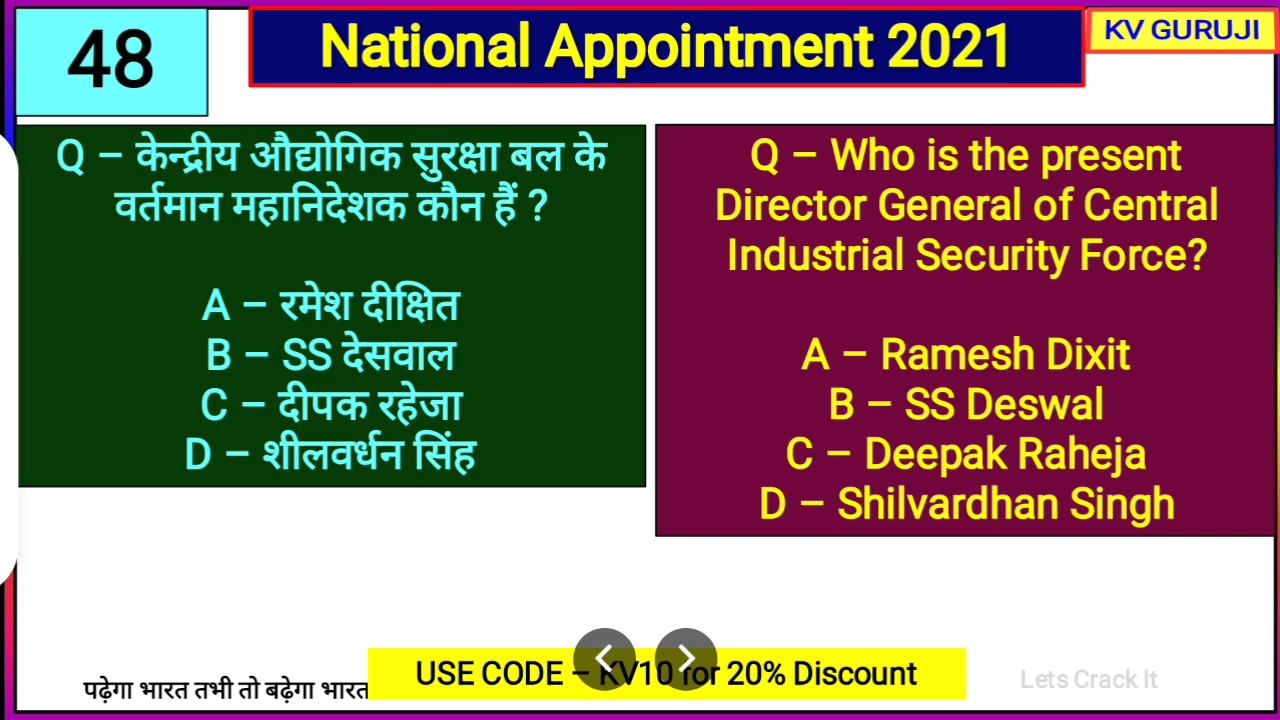 48
National Appointment 2021
KV GURUJI
Q – केन्द्रीय औद्योगिक सुरक्षा बल के
वर्तमान महानिदेशक कौन हैं ?
A – रमेश दीक्षित
B – SS देसवाल
C – दीपक रहेजा
D – शीलवर्धन सिंह
Q – Who is the present
Director General of Central
Industrial Security Force?
A – Ramesh Dixit
B – SS Deswal
C – Deepak Raheja
D – Shilvardhan Singh
पढ़ेगा भारत तभी तो बढ़ेगा भारत
USE CODE – KV10 for 20% Discount
Lets Crack It